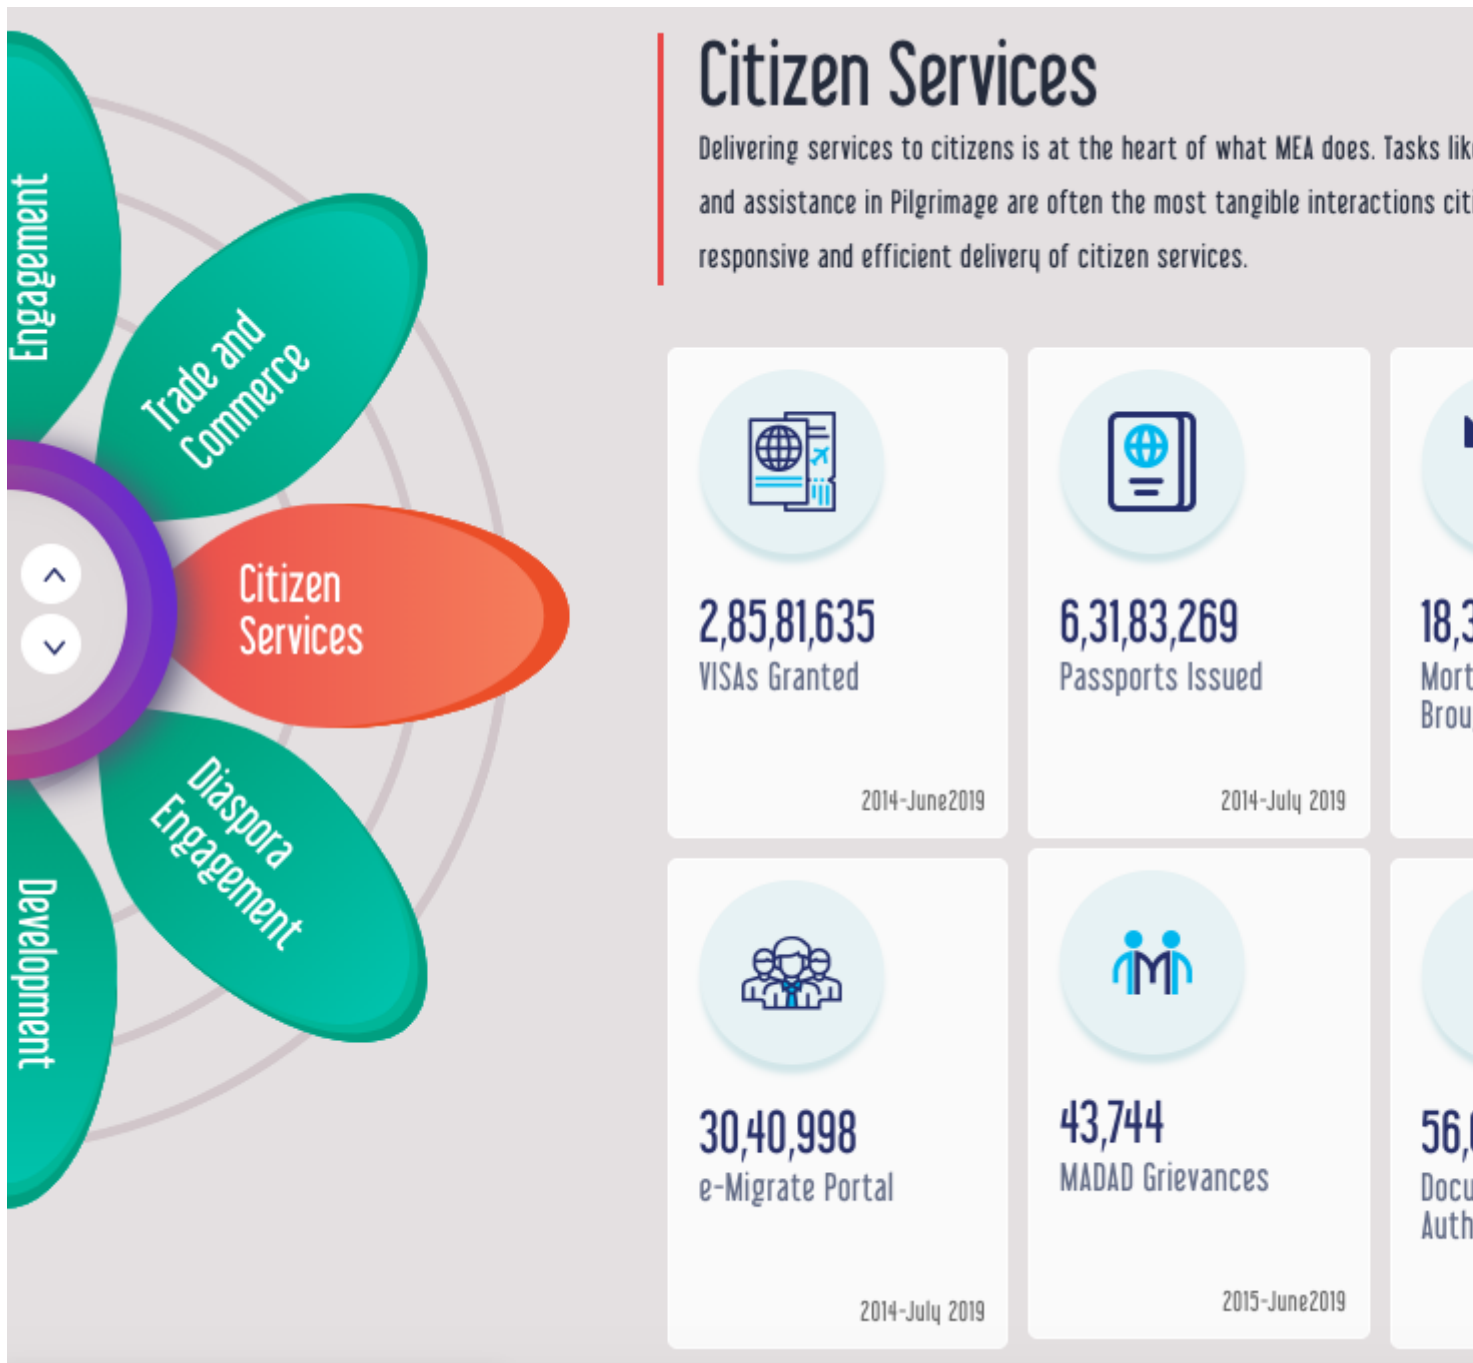 Engagement
Trade and
Commerce
Citizen
Services
Diaspora
Engagement
Development
Citizen Services
Delivering services to citizens is at the heart of what MEA does. Tasks
and assistance in Pilgrimage are often the most tangible interactions
responsive and efficient delivery of citizen services.
2,85,81,635
VISAs Granted
2014-June2019
6,31,83,269
Passports Issued
2014-July 2019
30,40,998
e-Migrate Portal
2014-July 2019
43,744
MADAD Grievances
2015-June2019